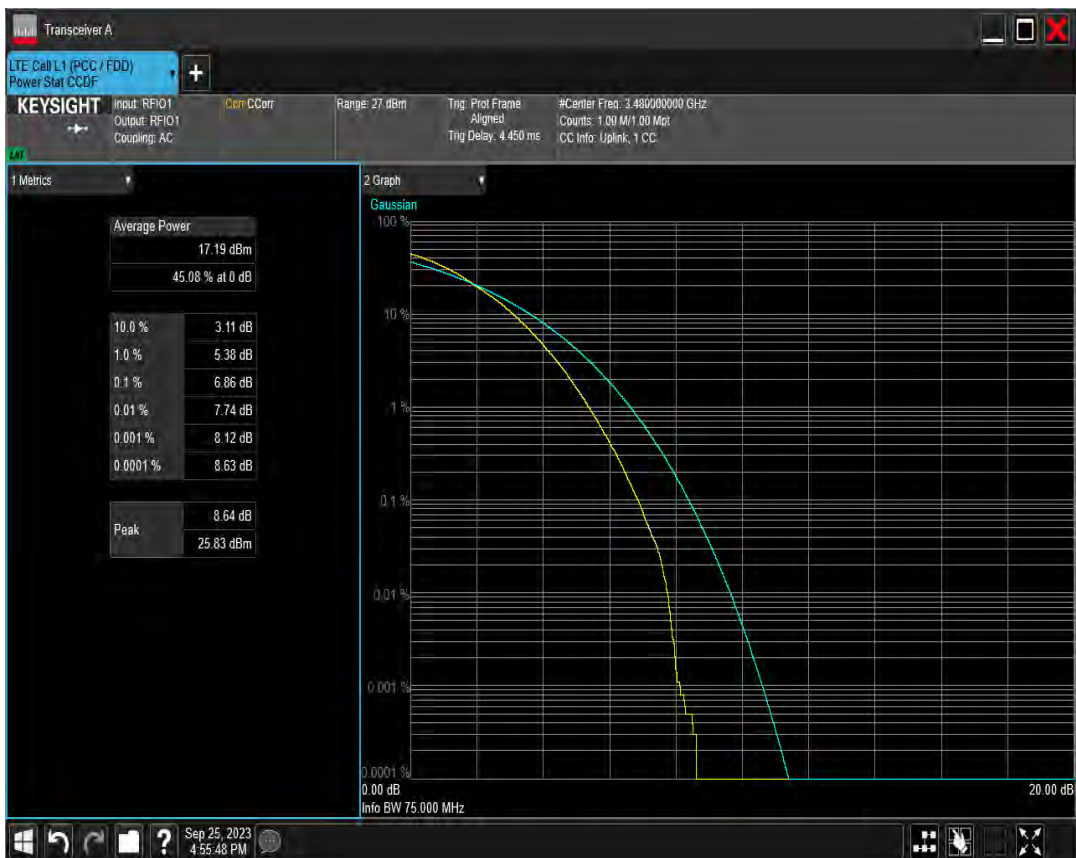 Transceiver A
LTE Cell L1 (PCC / FDD)
Power Stat CCDF
+
KEYSIGHT
Input: RFIO1
Output: RFIO1
Coupling: AC
Corr CCorr
Range: 27 dBm
Trig: Prot Frame
Aligned
Trig Delay: 4.450 ms
#Center Freq: 3.480000000 GHz
Counts: 1.00 M/1.00 Mpt
CC Info: Uplink, 1 CC
LNI
1 Metrics
Average Power
17.19 dBm
45.08 % at 0 dB
10.0 % 3.11 dB
1.0 % 5.38 dB
0.1 % 6.86 dB
0.01 % 7.74 dB
0.001 % 8.12 dB
0.0001 % 8.63 dB
Peak
8.64 dB
25.83 dBm
2 Graph
Gaussian
100 %
10 %
1 %
0.1 %
0.01 %
0.001 %
0.0001 %
0.00 dB 20.00 dB
Info BW 75.000 MHz
?
Sep 25, 2023
4:55:48 PM